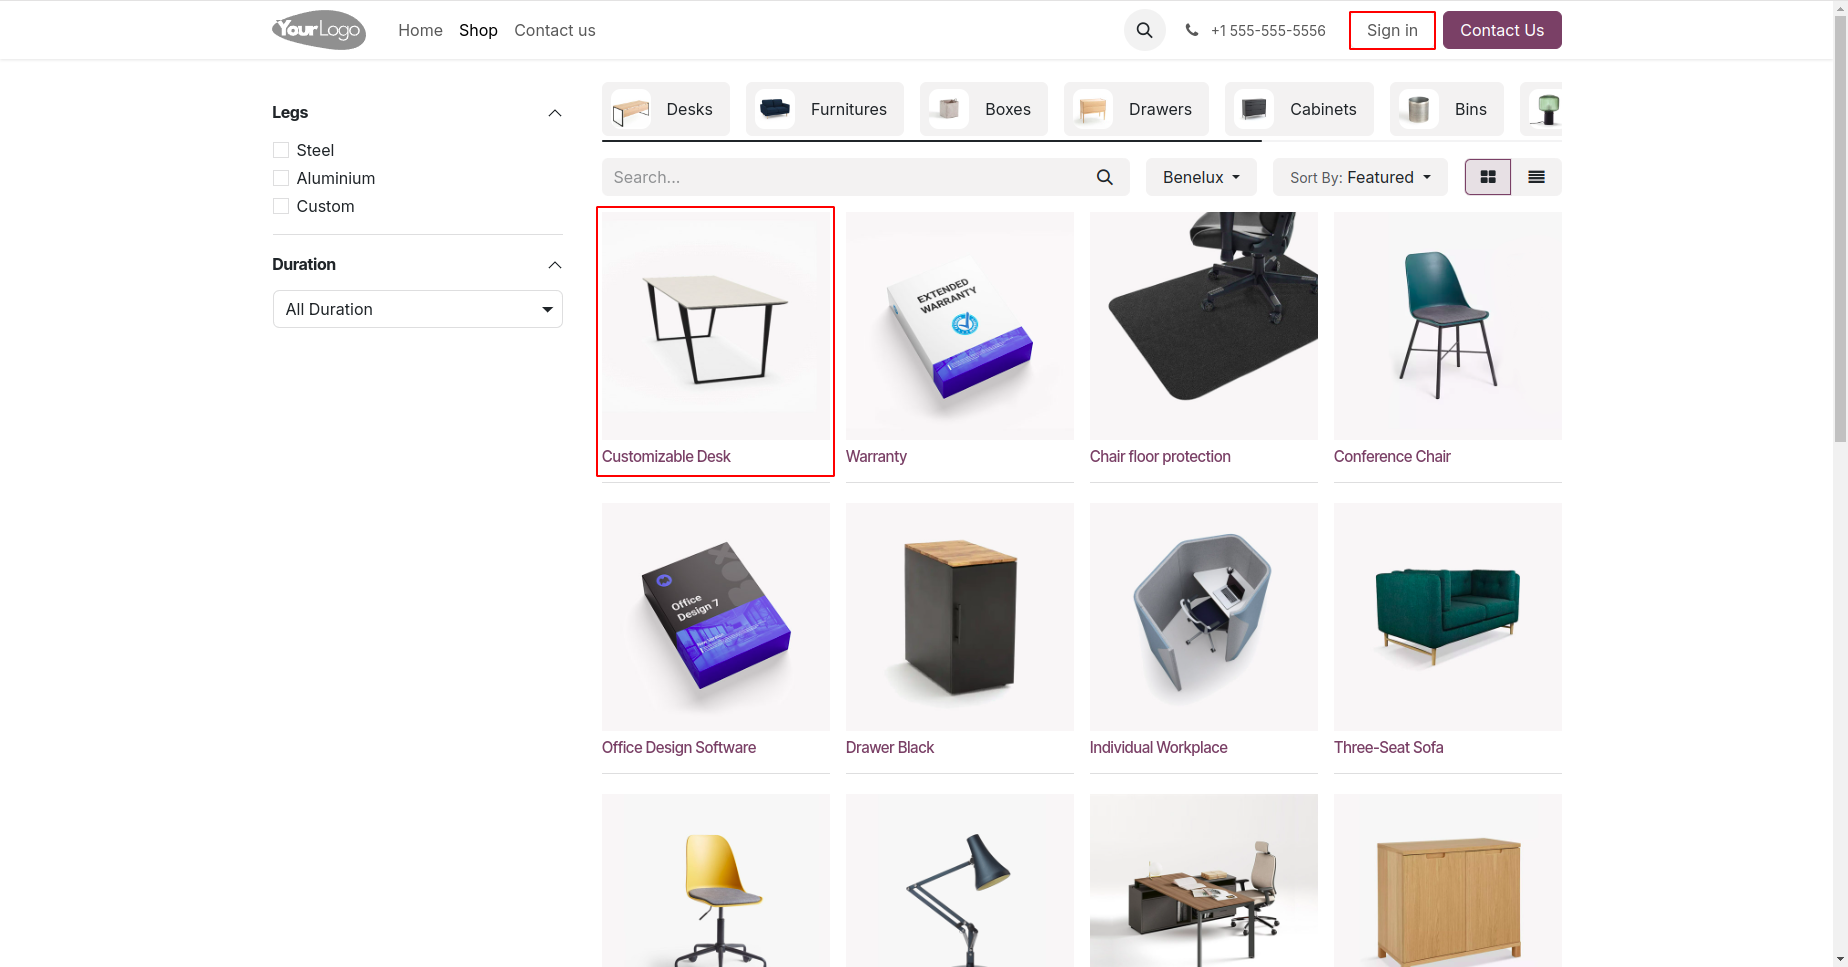 YourLogo
Home Shop Contact us
+1 555-555-5556
Sign in
Contact Us
Legs
Steel
Aluminium
Custom
Duration
All Duration
Desks
Furnitures
Boxes
Drawers
Cabinets
Bins
Search...
Benelux
Sort By: Featured
EXTENDED
WARRANTY
Customizable Desk
Warranty
Chair floor protection
Conference Chair
Office
Design 7
Office Design Software
Drawer Black
Individual Workplace
Three-Seat Sofa